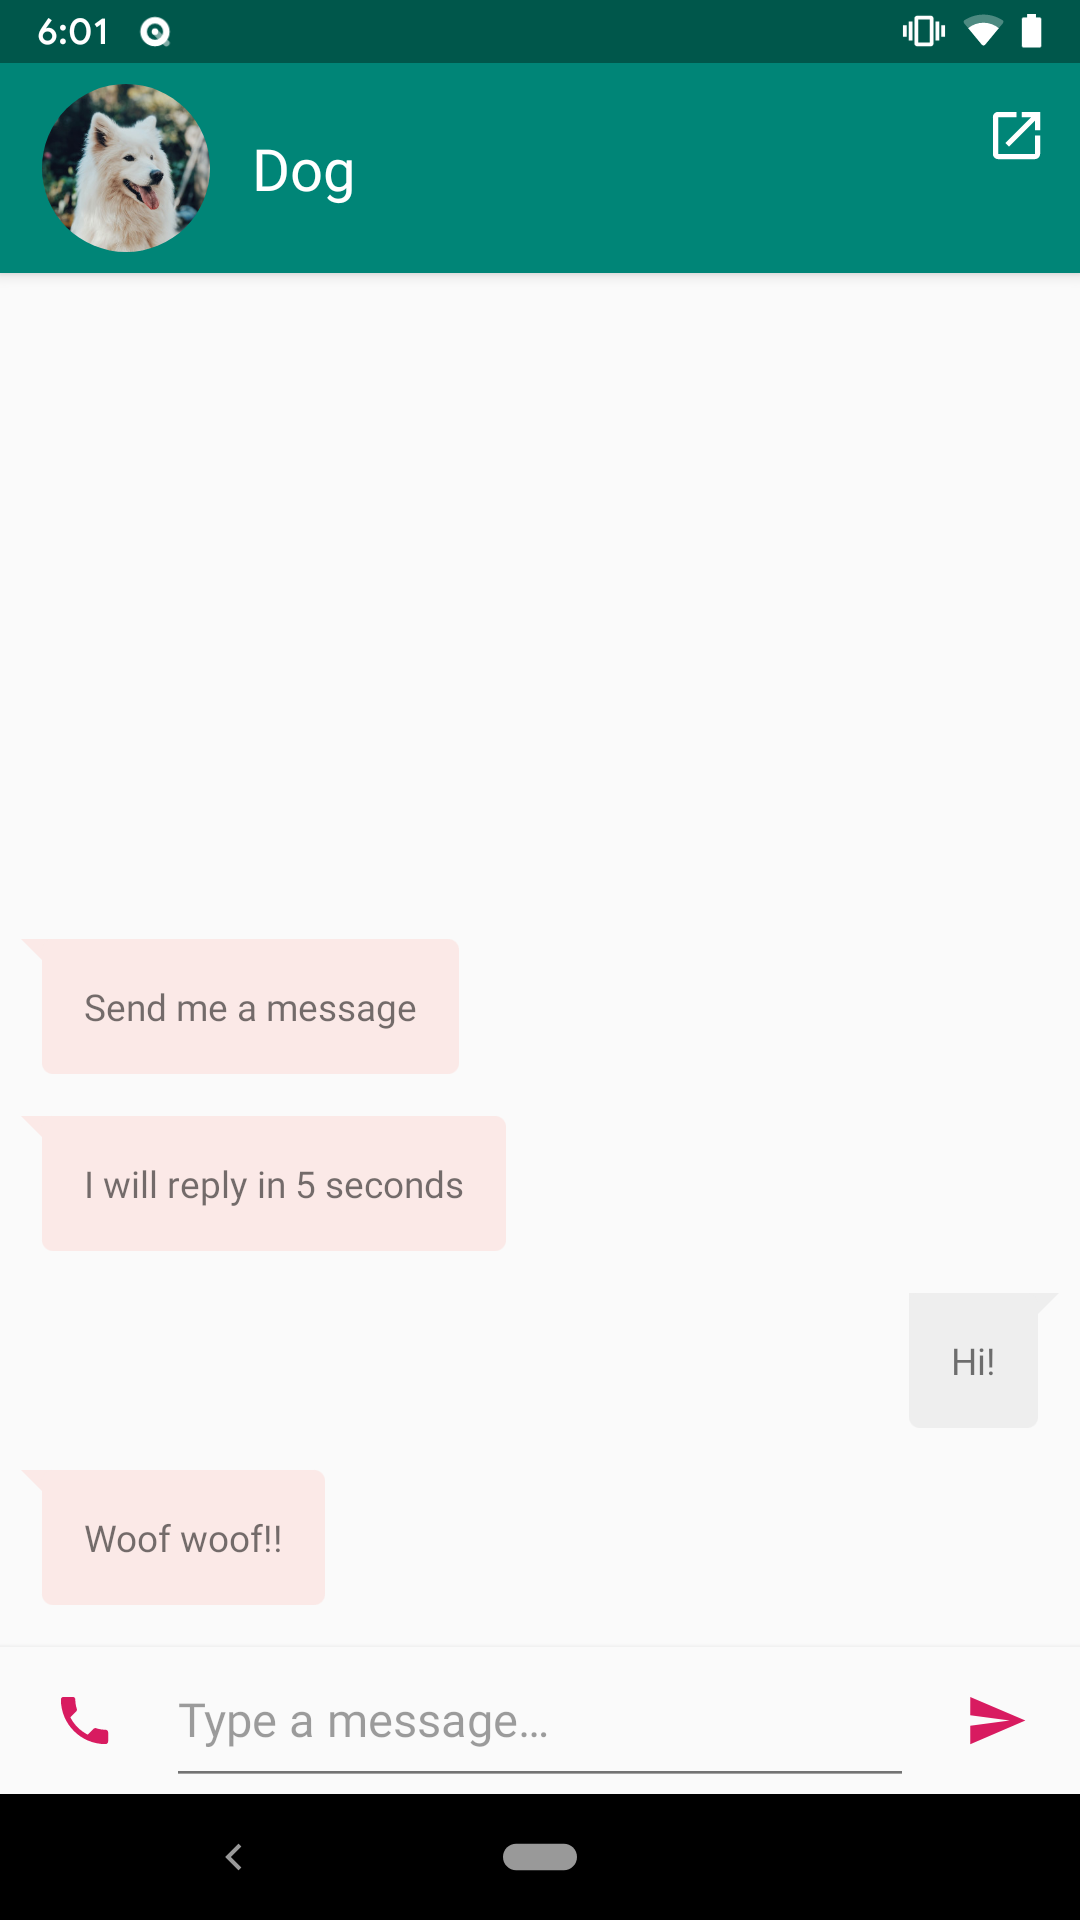 6:01
Dog
Send me a message
I will reply in 5 seconds
Hi!
Woof woof!!
Type a message…